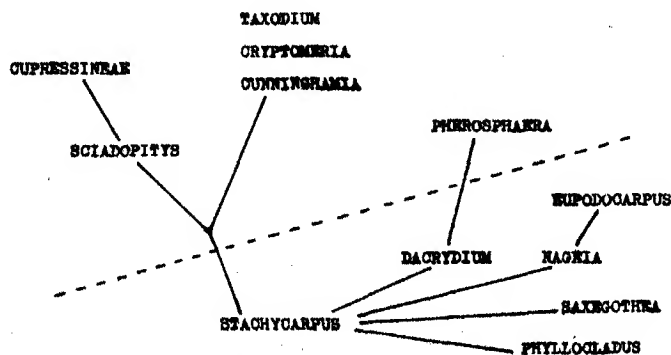 TAXODIUM
CRYPTOMERIA
CUPRESSINEAE
CUNNINGHAMIA
PHEROSPHAERA
SCIADOPITYS
EUPODOCARPUS
DACRYDIUM
NAGEIA
SAXEGOTHEA
STACHYCARPUS
PHYLLOCLADUS